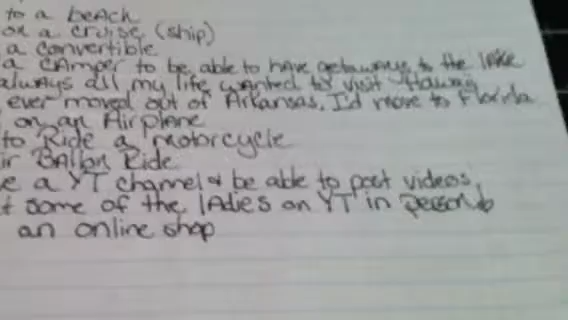 to a beach
on a cruise (ship)
a convertible
a camper to be able to have getaways to the lake
always all my life wanted to visit Hawaii
ever moved out of Arkansas, I'd move to Florida
on an Airplane
to Ride a motorcycle
ir Ballon Ride
e a YT channel & be able to post videos,
t some of the ladies on YT in person
an online shop